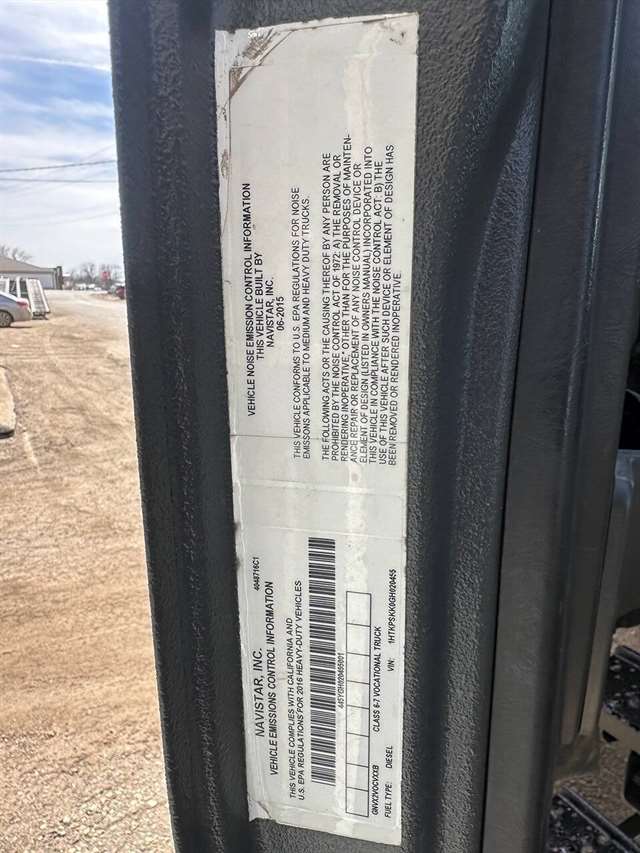 NAVISTAR, INC.
4048716C1
VEHICLE EMISSIONS CONTROL INFORMATION
THIS VEHICLE COMPLIES WITH CALIFORNIA AND
U.S. EPA REGULATIONS FOR 2016 HEAVY-DUTY VEHICLES
445YGH020455001
GNVX2VOCVXXB
CLASS 6-7 VOCATIONAL TRUCK
FUEL TYPE: DIESEL
VIN: 1HTKPSKK0GH020455
VEHICLE NOISE EMISSION CONTROL INFORMATION
THIS VEHICLE BUILT BY
NAVISTAR, INC.
06-2015
THIS VEHICLE CONFORMS TO U.S. EPA REGULATIONS FOR NOISE
EMISSONS APPLICABLE TO MEDIUM AND HEAVY DUTY TRUCKS.
THE FOLLOWING ACTS OR THE CAUSING THEREOF BY ANY PERSON ARE
PROHIBITED BY THE NOISE CONTROL ACT OF 1972: A) THE REMOVAL OR
RENDERING INOPERATIVE," OTHER THAN FOR THE PURPOSES OF MAINTEN-
ANCE REPAIR OR REPLACEMENT OF ANY NOISE CONTROL DEVICE OR
ELEMENT OF DESIGN (LISTED IN OWNERS MANUAL) INCORPORATED INTO
THIS VEHICLE IN COMPLIANCE WITH THE NOISE CONTROL ACT: B) THE
USE OF THIS VEHICLE AFTER SUCH DEVICE OR ELEMENT OF DESIGN HAS
BEEN REMOVED OR RENDERED INOPERATIVE.